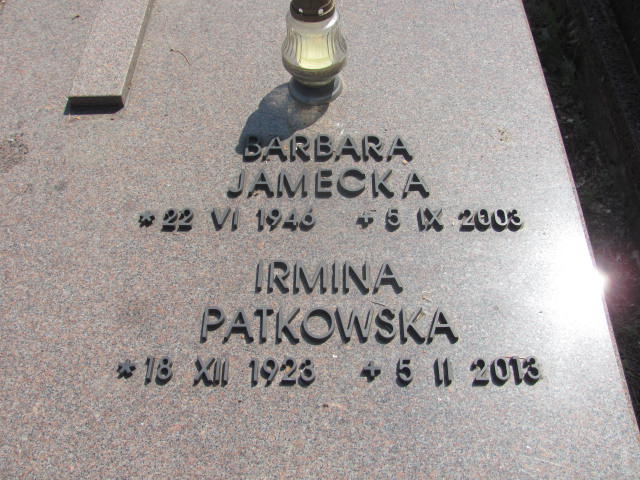 BARBARA
JAMECKA
* 22 VI 1946 + 5 IX 2003
IRMINA
PATKOWSKA
* 18 XII 1923 + 5 II 2013